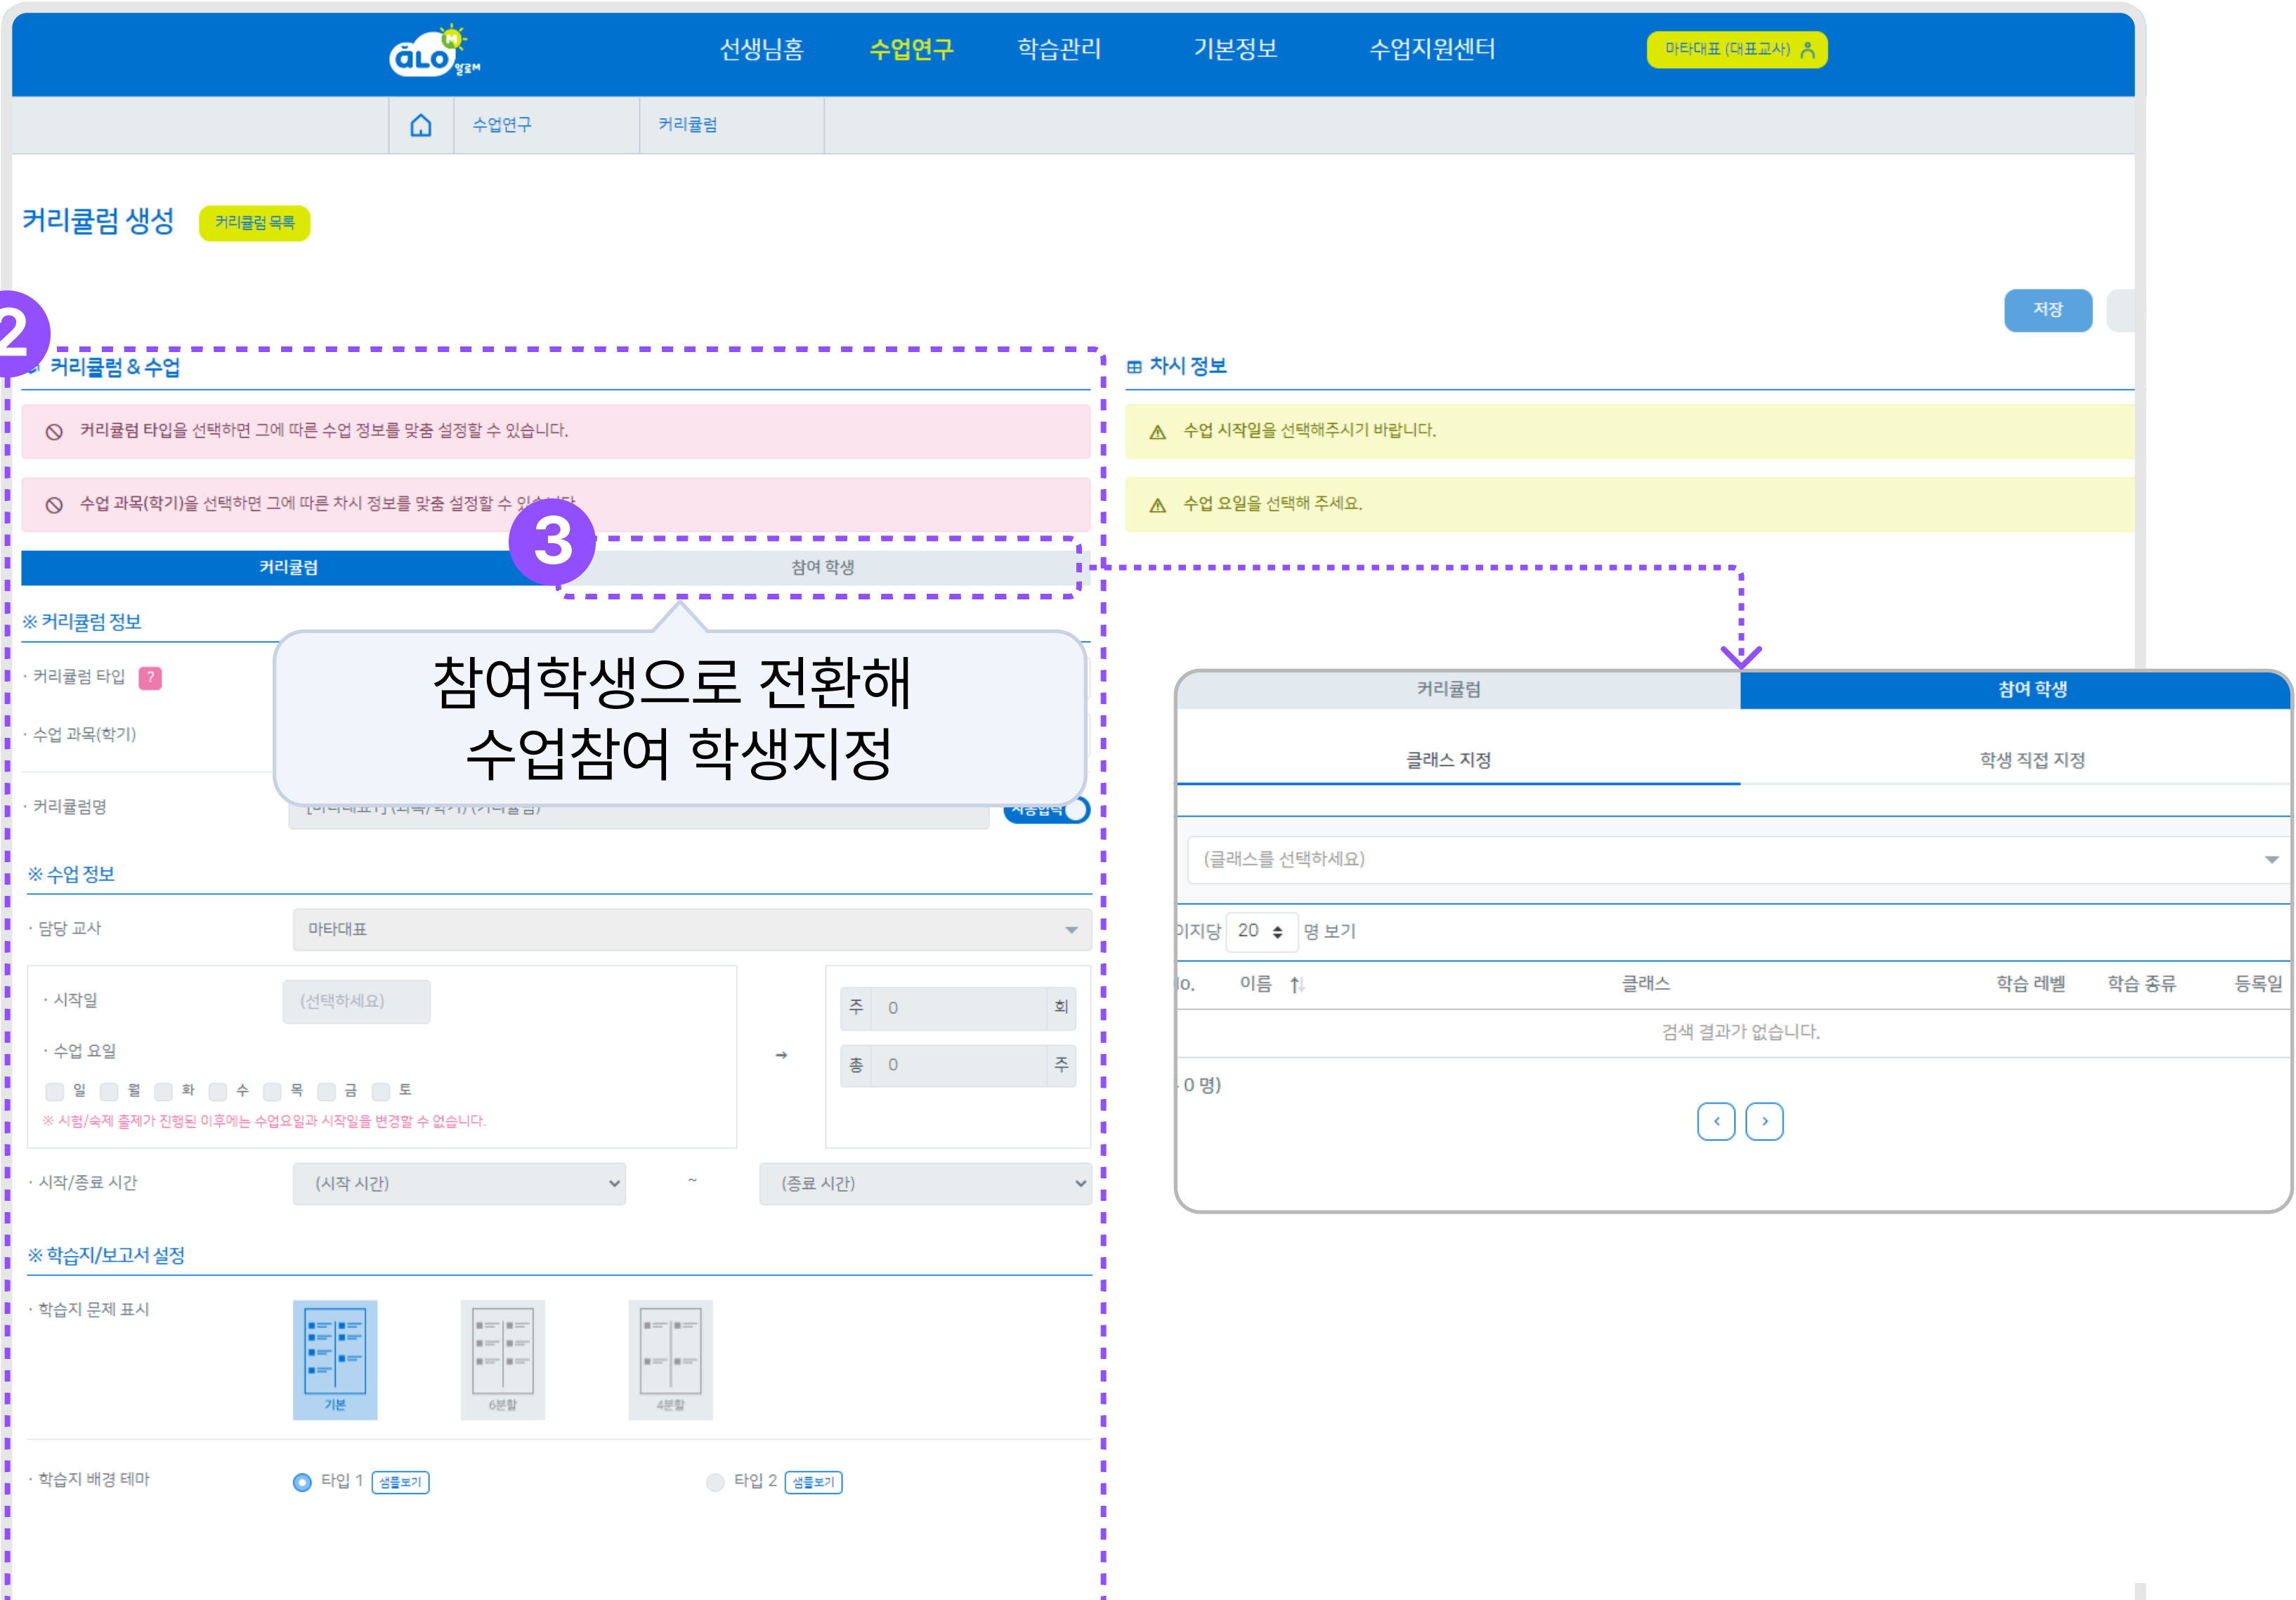 ALO M 알로M
선생님홈 수업연구 학습관리 기본정보 수업지원센터 마타대표 (대표교사)
수업연구 커리큘럼
커리큘럼 생성 커리큘럼 목록
저장
2
커리큘럼 & 수업
커리큘럼 타입을 선택하면 그에 따른 수업 정보를 맞춤 설정할 수 있습니다.
수업 과목(학기)을 선택하면 그에 따른 차시 정보를 맞춤 설정할 수
3
커리큘럼 참여 학생
※ 커리큘럼 정보
· 커리큘럼 타입 ?
· 수업 과목(학기)
참여학생으로 전환해
수업참여 학생지정
· 커리큘럼명
※ 수업 정보
· 담당 교사 마타대표
· 시작일 (선택하세요)
· 수업 요일
일 월 화 수 목 금 토
※ 시험/숙제 출제가 진행된 이후에는 수업요일과 시작일을 변경할 수 없습니다.
→
주 0 회
총 0 주
· 시작/종료 시간 (시작 시간) ~ (종료 시간)
※ 학습지/보고서 설정
· 학습지 문제 표시
기본 6분할 4분할
· 학습지 배경 테마 타입 1 샘플보기 타입 2 샘플보기
차시 정보
수업 시작일을 선택해주시기 바랍니다.
수업 요일을 선택해 주세요.
커리큘럼 참여 학생
클래스 지정 학생 직접 지정
(클래스를 선택하세요)
이지당 20 명 보기
이름 클래스 학습 레벨 학습 종류 등록일
검색 결과가 없습니다.
0 명)
‹ ›